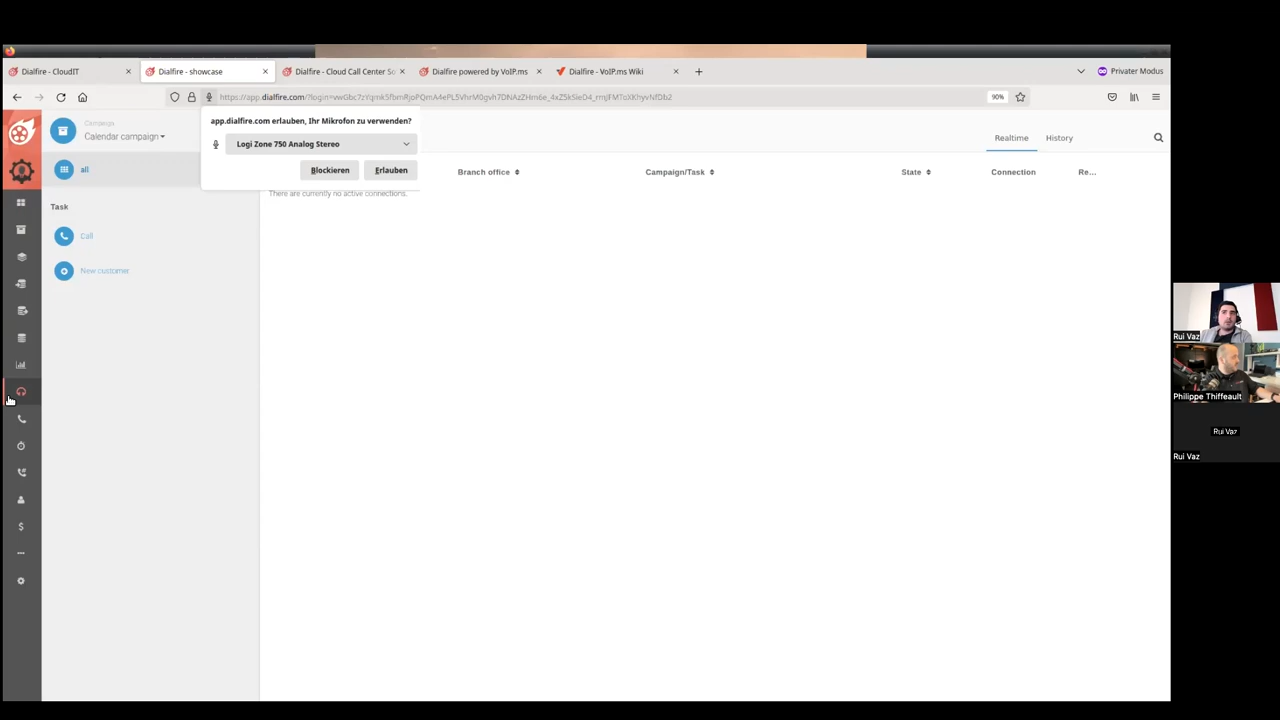 Dialfire - CloudIT
Dialfire - showcase
Dialfire - Cloud Call Center So
Dialfire powered by VoIP.ms
Dialfire - VoIP.ms Wiki
Privater Modus
90%
app.dialfire.com erlauben, Ihr Mikrofon zu verwenden?
Logi Zone 750 Analog Stereo
Blockieren
Erlauben
Campaign
Calendar campaign
all
Task
Call
New customer
Realtime
History
Branch office
Campaign/Task
State
Connection
Re...
There are currently no active connections.
Rui Vaz
Philippe Thiffeault
Rui Vaz
Rui Vaz